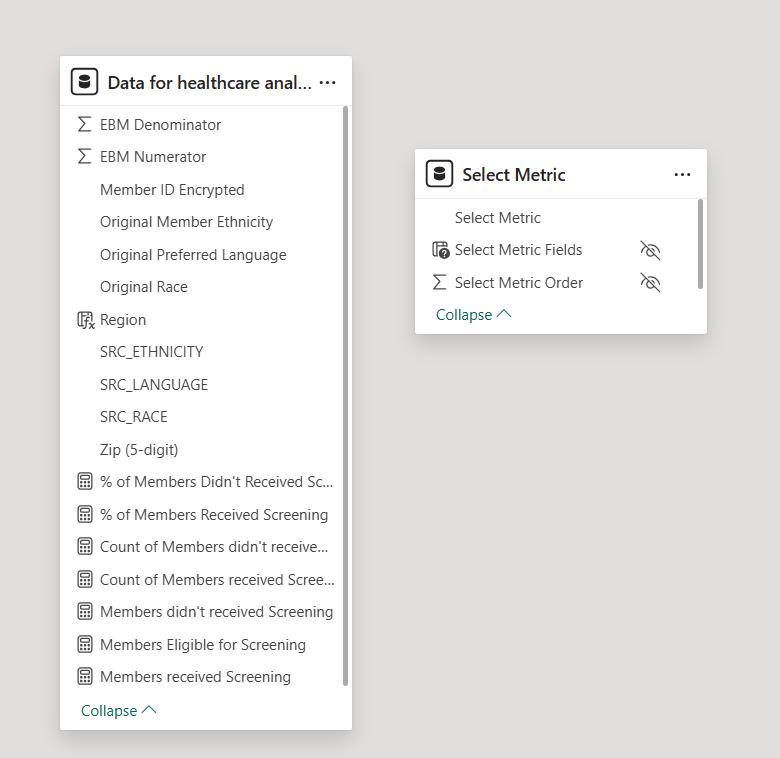 Data for healthcare anal...
EBM Denominator
EBM Numerator
Member ID Encrypted
Original Member Ethnicity
Original Preferred Language
Original Race
Region
SRC_ETHNICITY
SRC_LANGUAGE
SRC_RACE
Zip (5-digit)
% of Members Didn't Received Sc...
% of Members Received Screening
Count of Members didn't receive...
Count of Members received Scree...
Members didn't received Screening
Members Eligible for Screening
Members received Screening
Collapse
Select Metric
Select Metric
Select Metric Fields
Select Metric Order
Collapse